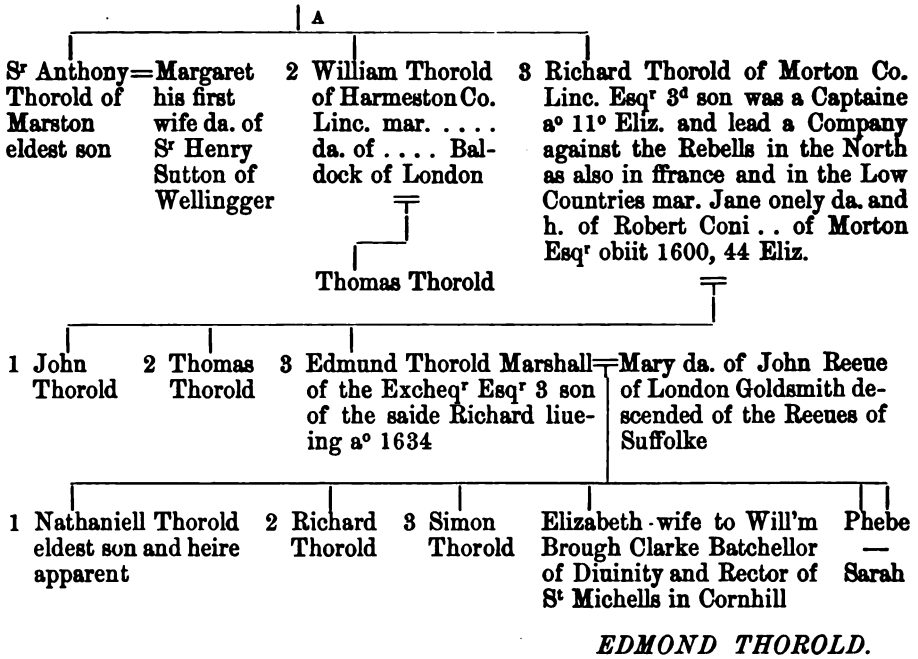 A
Sr Anthony=Margaret
Thorold of his first
Marston wife da. of
eldest son Sr Henry
Sutton of
Wellingger
2 William Thorold
of Harmeston Co.
Linc. mar. . . . . .
da. of . . . . Bal-
dock of London
3 Richard Thorold of Morton Co.
Linc. Esqr 3d son was a Captaine
ao 11o Eliz. and lead a Company
against the Rebells in the North
as also in ffrance and in the Low
Countries mar. Jane onely da. and
h. of Robert Coni . . of Morton
Esqr obiit 1600, 44 Eliz.
Thomas Thorold
1 John
Thorold
2 Thomas
Thorold
3 Edmund Thorold Marshall
of the Excheqr Esqr 3 son
of the saide Richard liue-
ing ao 1634
Mary da. of John Reeue
of London Goldsmith de-
scended of the Reeues of
Suffolke
1 Nathaniell Thorold
eldest son and heire
apparent
2 Richard
Thorold
3 Simon
Thorold
Elizabeth wife to Will'm
Brough Clarke Batchellor
of Diuinity and Rector of
St Michells in Cornhill
Phebe
—
Sarah
EDMOND THOROLD.